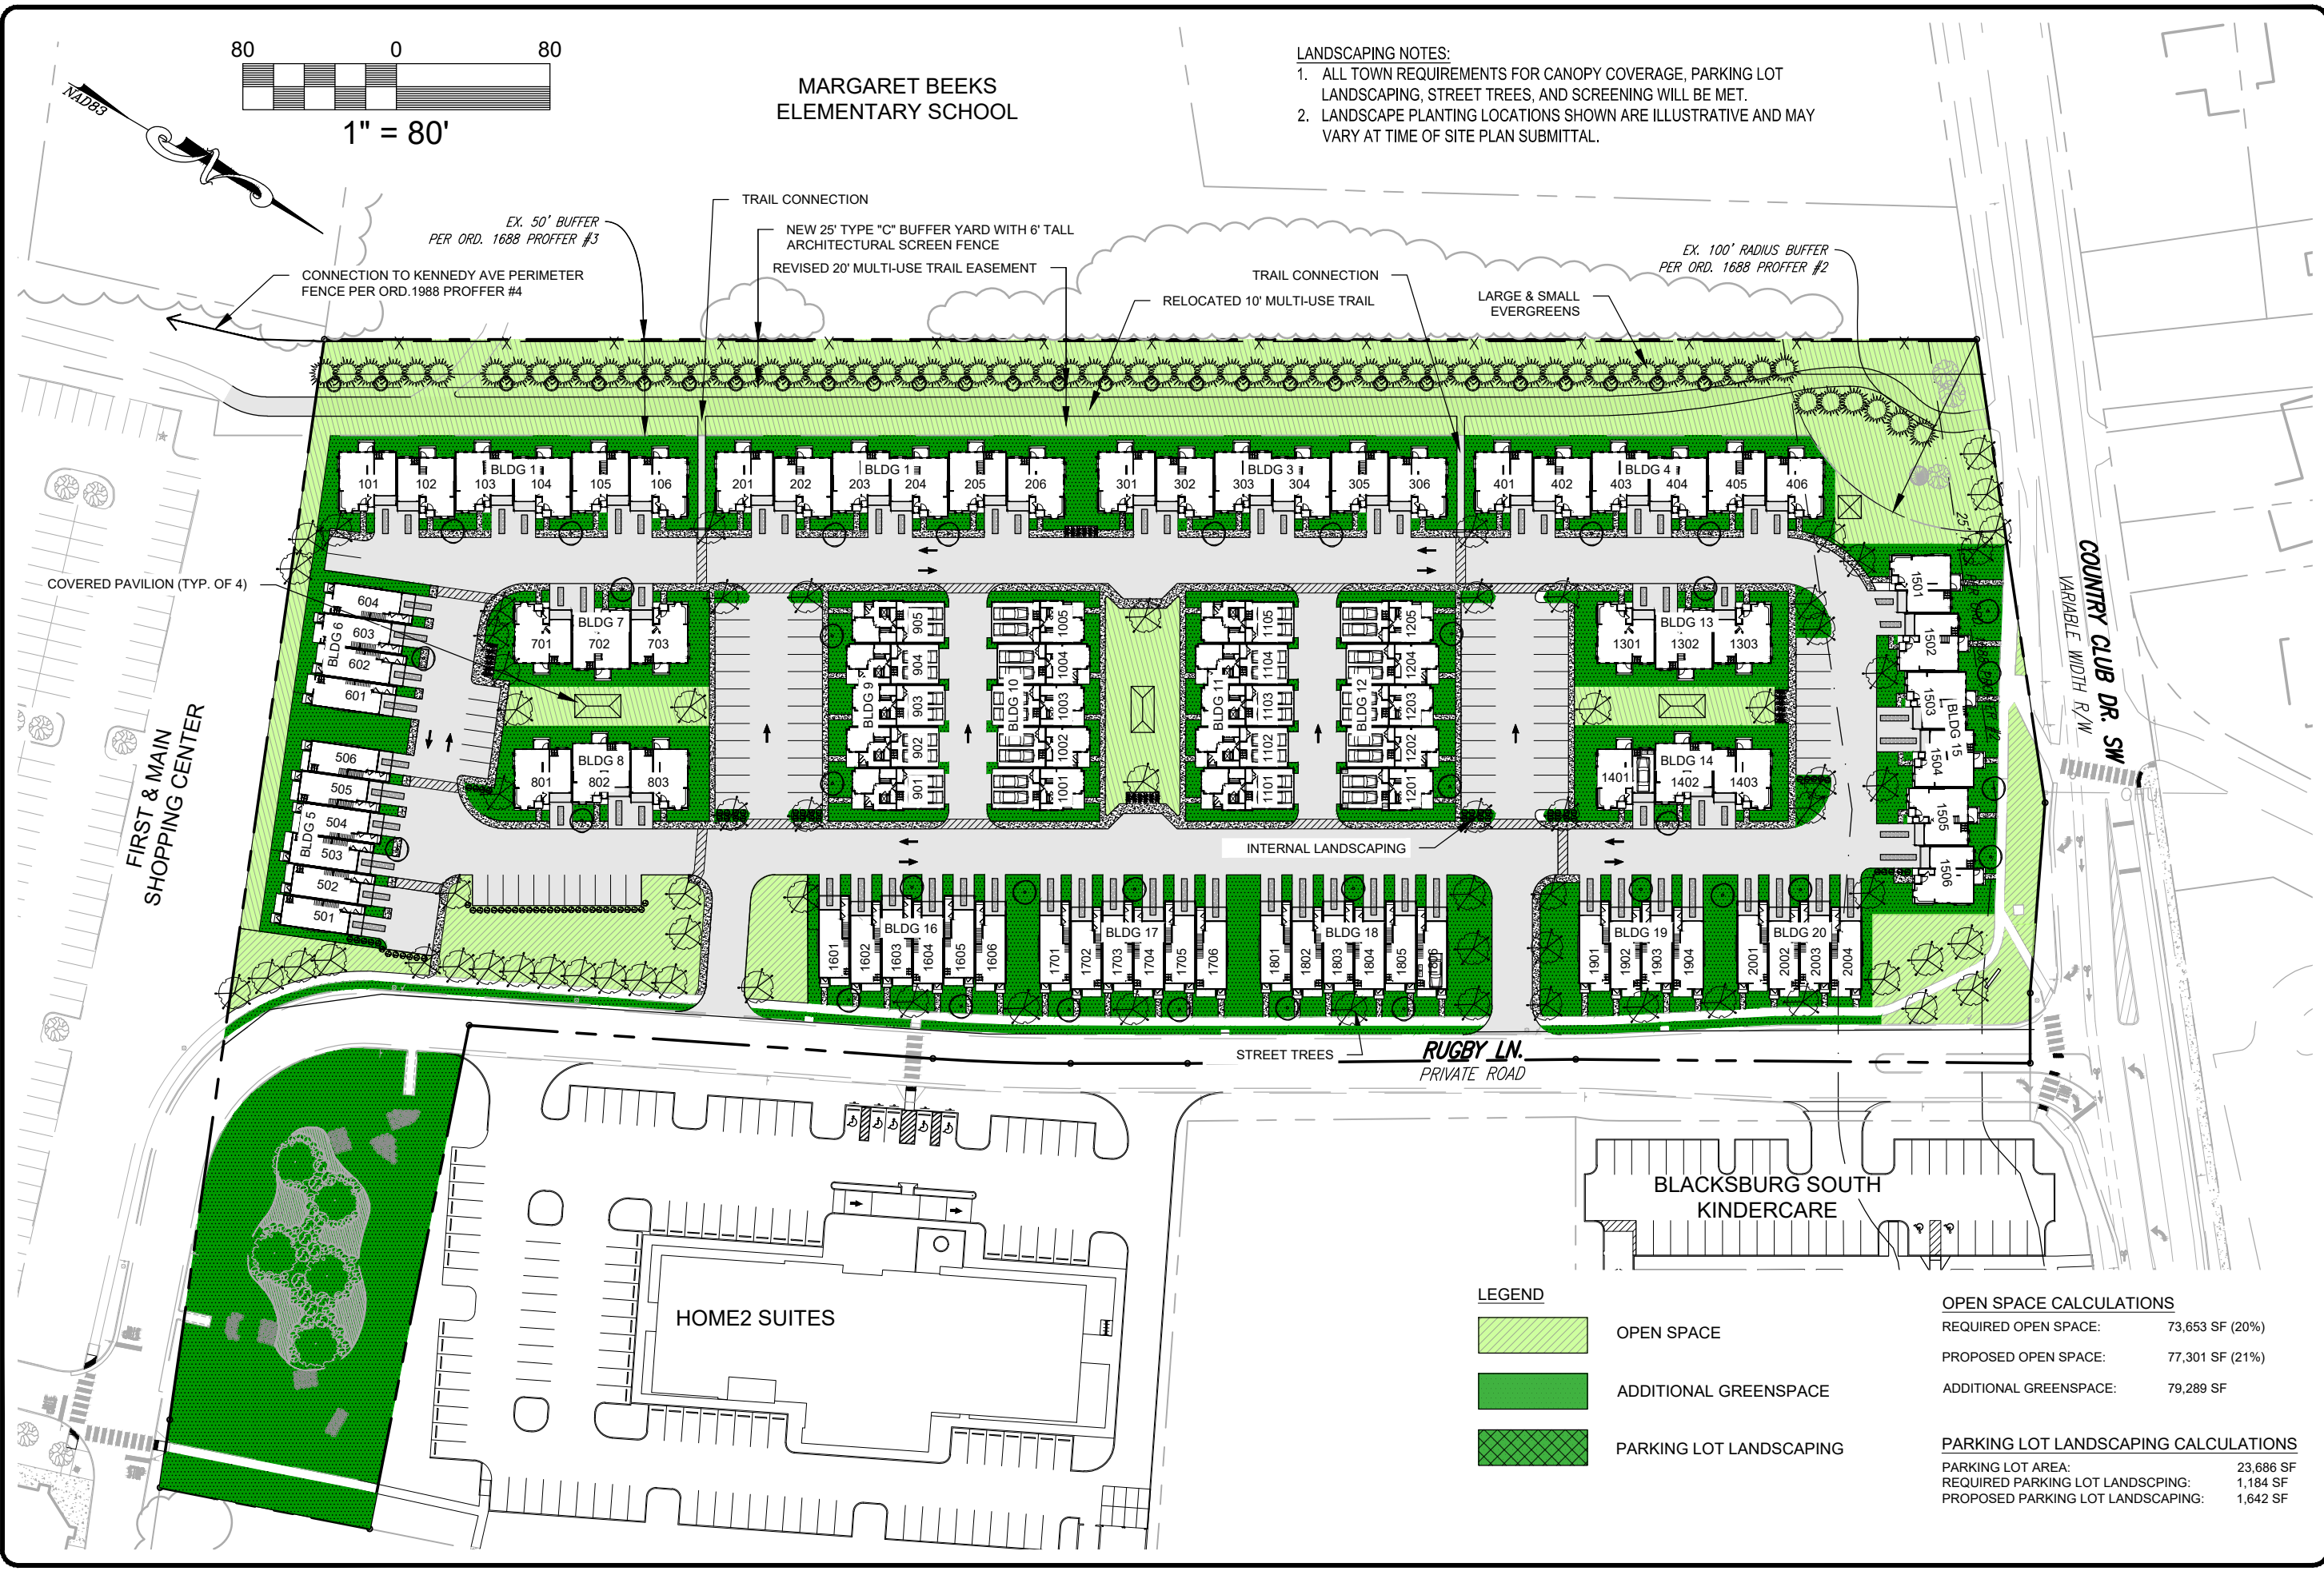 80 0 80
1" = 80'
NAD83
MARGARET BEEKS
ELEMENTARY SCHOOL
LANDSCAPING NOTES:
1. ALL TOWN REQUIREMENTS FOR CANOPY COVERAGE, PARKING LOT
LANDSCAPING, STREET TREES, AND SCREENING WILL BE MET.
2. LANDSCAPE PLANTING LOCATIONS SHOWN ARE ILLUSTRATIVE AND MAY
VARY AT TIME OF SITE PLAN SUBMITTAL.
TRAIL CONNECTION
EX. 50' BUFFER
PER ORD. 1688 PROFFER #3
NEW 25' TYPE "C" BUFFER YARD WITH 6' TALL
ARCHITECTURAL SCREEN FENCE
REVISED 20' MULTI-USE TRAIL EASEMENT
CONNECTION TO KENNEDY AVE PERIMETER
FENCE PER ORD.1988 PROFFER #4
TRAIL CONNECTION
RELOCATED 10' MULTI-USE TRAIL
LARGE & SMALL
EVERGREENS
EX. 100' RADIUS BUFFER
PER ORD. 1688 PROFFER #2
BLDG 1
101 102 103 104 105 106
BLDG 1
201 202 203 204 205 206
BLDG 3
301 302 303 304 305 306
BLDG 4
401 402 403 404 405 406
25'
COVERED PAVILION (TYP. OF 4)
BLDG 6
604
603
602
601
BLDG 5
506
505
504
503
502
501
BLDG 7
701 702 703
BLDG 8
801 802 803
BLDG 9
905
904
903
902
901
BLDG 10
1005
1004
1003
1002
1001
BLDG 11
1105
1104
1103
1102
1101
BLDG 12
1205
1204
1203
1202
1201
BLDG 13
1301 1302 1303
BLDG 14
1401 1402 1403
BLDG 15
1501
1502
1503
1504
1505
1506
COUNTRY CLUB DR. SW
VARIABLE WIDTH R/W
OHU
FIRST & MAIN
SHOPPING CENTER
INTERNAL LANDSCAPING
BLDG 16
1601 1602 1603 1604 1605 1606
BLDG 17
1701 1702 1703 1704 1705 1706
BLDG 18
1801 1802 1803 1804 1805 1806
BLDG 19
1901 1902 1903 1904
BLDG 20
2001 2002 2003 2004
STREET TREES
RUGBY LN.
PRIVATE ROAD
HOME2 SUITES
BLACKSBURG SOUTH
KINDERCARE
LEGEND
OPEN SPACE
ADDITIONAL GREENSPACE
PARKING LOT LANDSCAPING
OPEN SPACE CALCULATIONS
REQUIRED OPEN SPACE: 73,653 SF (20%)
PROPOSED OPEN SPACE: 77,301 SF (21%)
ADDITIONAL GREENSPACE: 79,289 SF
PARKING LOT LANDSCAPING CALCULATIONS
PARKING LOT AREA: 23,686 SF
REQUIRED PARKING LOT LANDSCPING: 1,184 SF
PROPOSED PARKING LOT LANDSCAPING: 1,642 SF